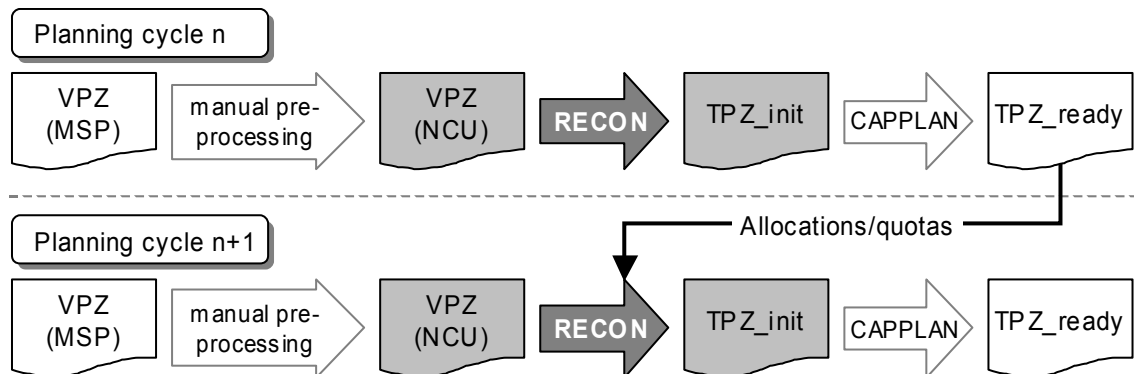 Planning cycle n
VPZ
(MSP)
manual pre-
processing
VPZ
(NCU)
RECON
TPZ_init
CAPPLAN
TPZ_ready
Allocations/quotas
Planning cycle n+1
VPZ
(MSP)
manual pre-
processing
VPZ
(NCU)
RECON
TPZ_init
CAPPLAN
TPZ_ready